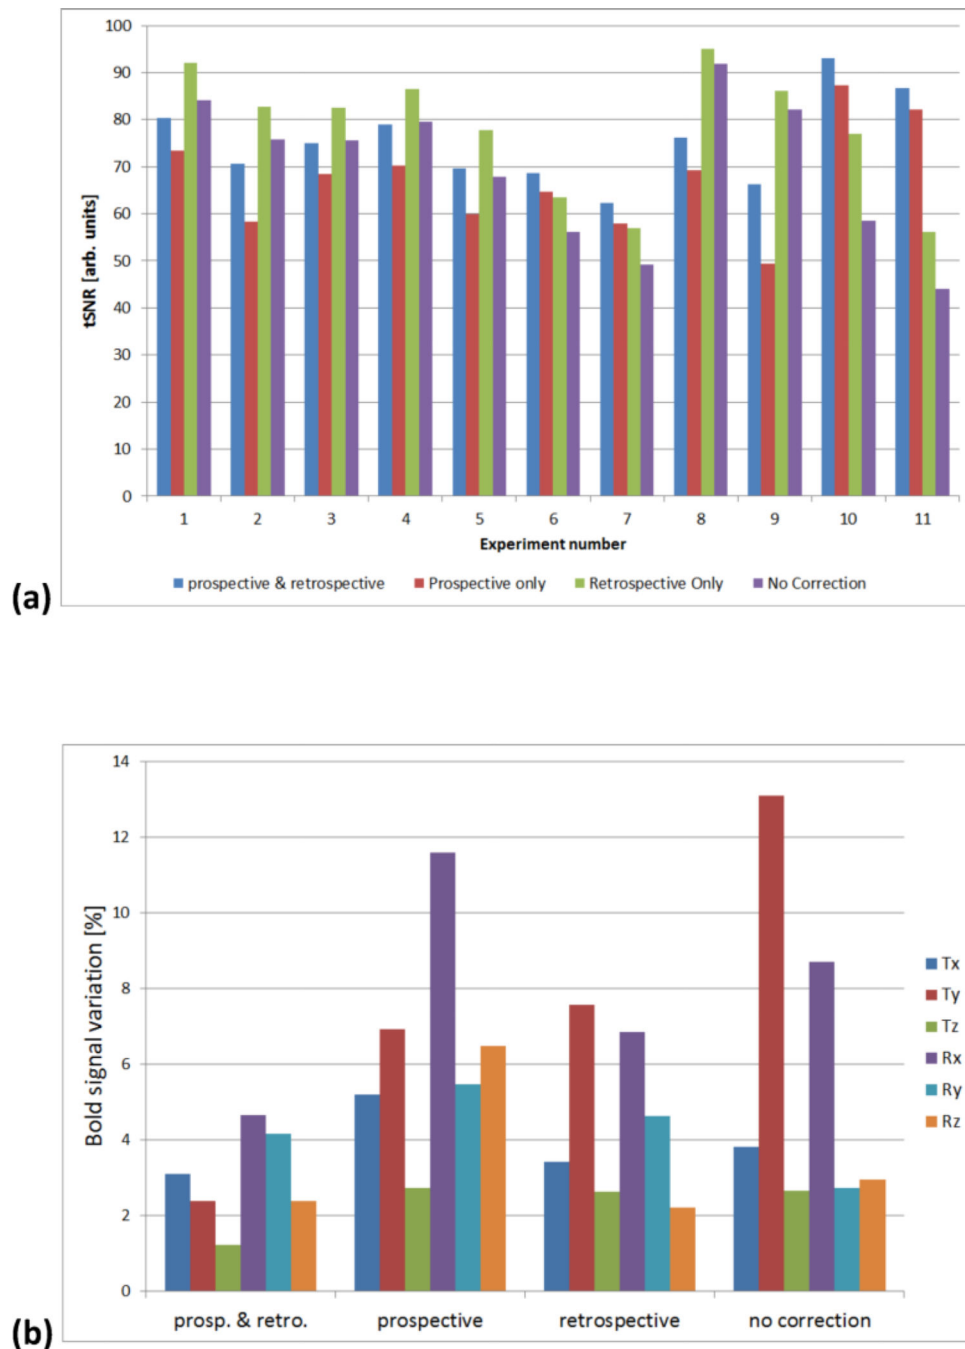 100
90
80
70
60
50
40
30
20
10
0
tSNR [arb. units]
1 2 3 4 5 6 7 8 9 10 11
Experiment number
prospective & retrospective Prospective only Retrospective Only No Correction
(a)
14
12
10
8
6
4
2
0
Bold signal variation [%]
Tx
Ty
Tz
Rx
Ry
Rz
prosp. & retro. prospective retrospective no correction
(b)